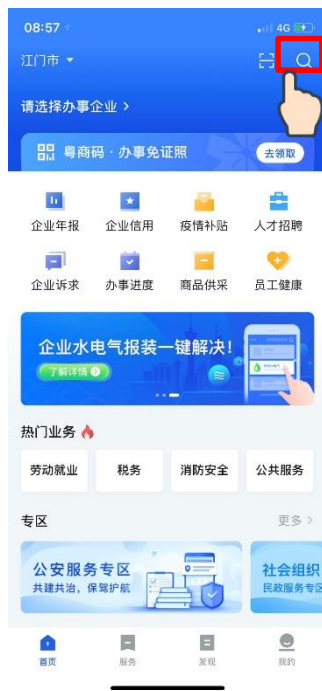 08:57
4G
江门市
请选择办事
企业 >
粤商码 · 办事免证照
去领取
企业年报 企业信用 疫情补贴 人才招聘
企业诉求 办事进度 商品供采 员工健康
企业水电气报装一键解决!
了解详情
热门业务
劳动就业 税务 消防安全 公共服务
专区 更多 >
公安服务专区
共建共治，保驾护航
社会组织
民政服务专区
首页 服务 发现 我的